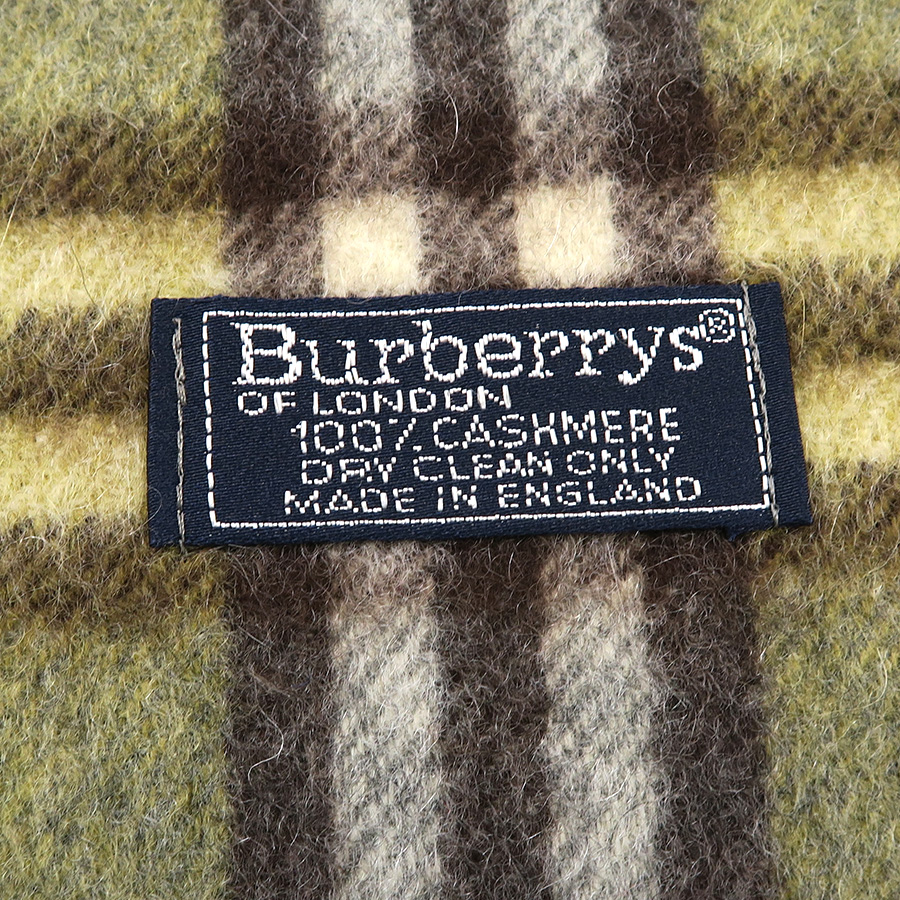 Burberrys®
OF LONDON
100% CASHMERE
DRY CLEAN ONLY
MADE IN ENGLAND